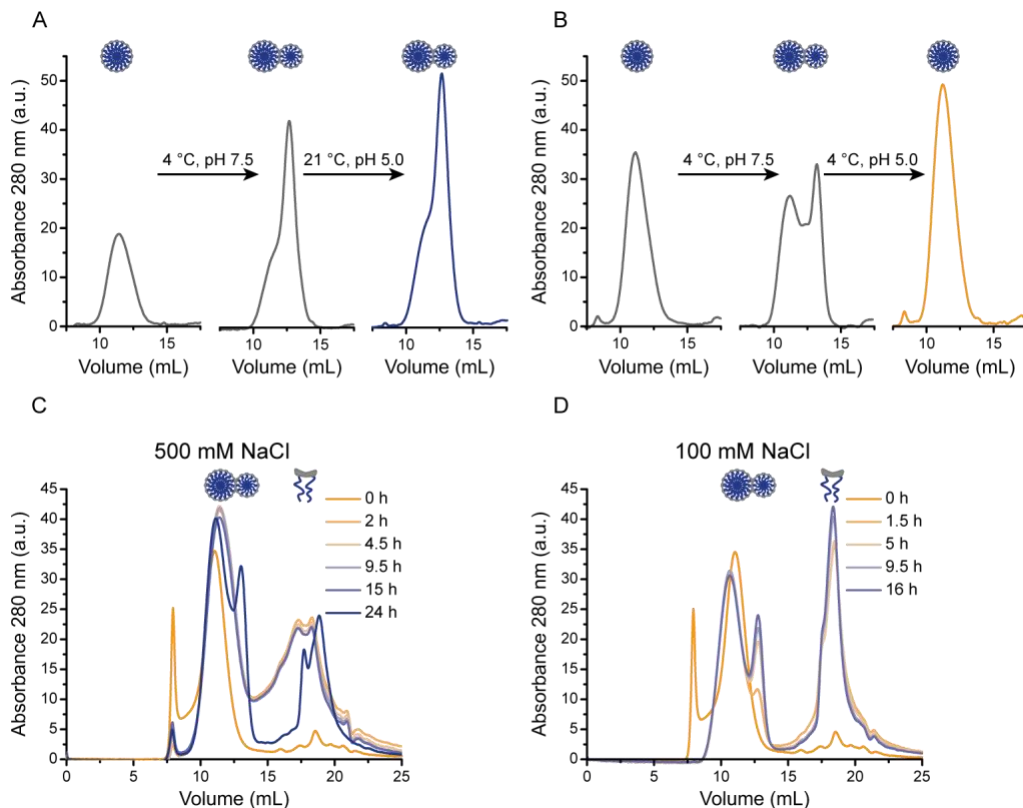 A
B
Absorbance 280 nm (a.u.)
50
40
30
20
10
0
4 °C, pH 7.5
21 °C, pH 5.0
10 15
10 15
10 15
Volume (mL)
Volume (mL)
Volume (mL)
Absorbance 280 nm (a.u.)
50
40
30
20
10
0
4 °C, pH 7.5
4 °C, pH 5.0
10 15
10 15
10 15
Volume (mL)
Volume (mL)
Volume (mL)
C
500 mM NaCl
Absorbance 280 nm (a.u.)
45
40
35
30
25
20
15
10
5
0
0 h
2 h
4.5 h
9.5 h
15 h
24 h
0 5 10 15 20 25
Volume (mL)
D
100 mM NaCl
Absorbance 280 nm (a.u.)
45
40
35
30
25
20
15
10
5
0
0 h
1.5 h
5 h
9.5 h
16 h
0 5 10 15 20 25
Volume (mL)